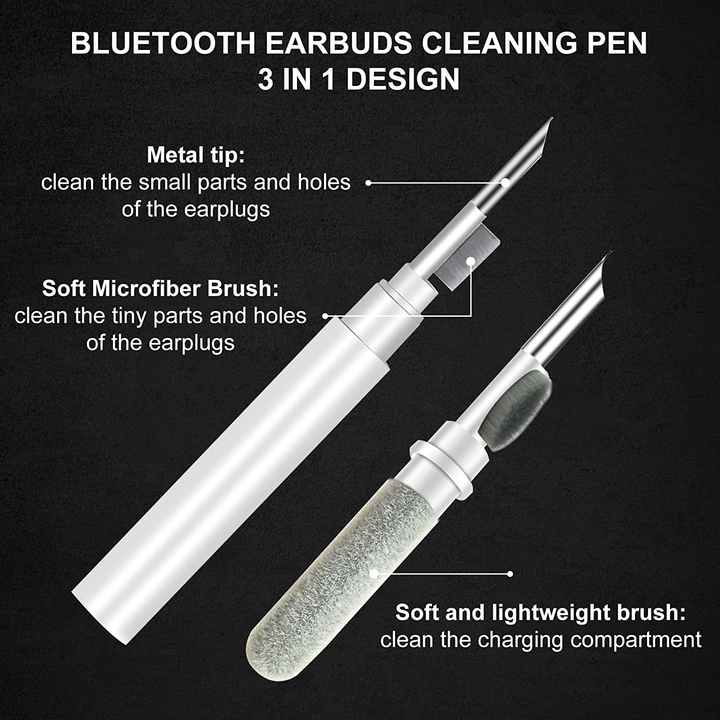 BLUETOOTH EARBUDS CLEANING PEN
3 IN 1 DESIGN
Metal tip:
clean the small parts and holes
of the earplugs
Soft Microfiber Brush:
clean the tiny parts and holes
of the earplugs
Soft and lightweight brush:
clean the charging compartment